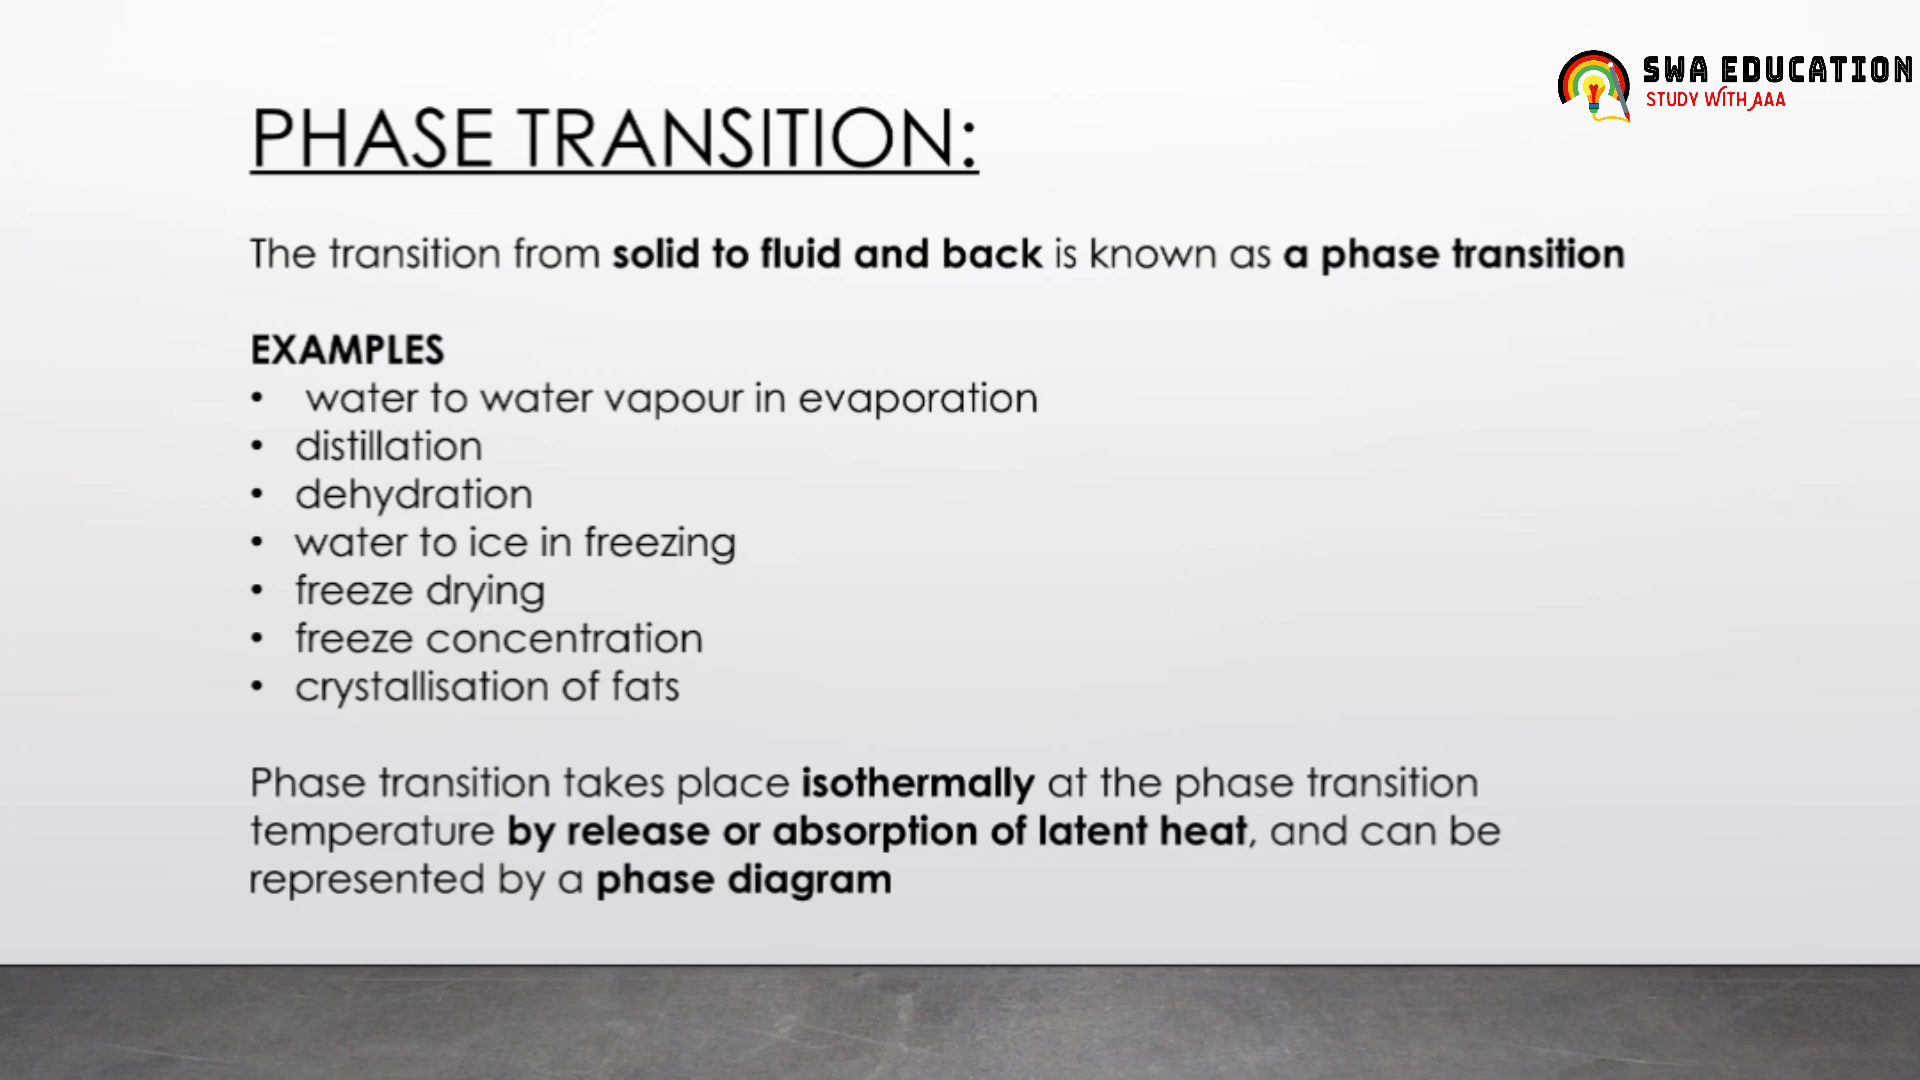 SWA EDUCATION
STUDY WITH AAA
PHASE TRANSITION:
The transition from solid to fluid and back is known as a phase transition
EXAMPLES
• water to water vapour in evaporation
• distillation
• dehydration
• water to ice in freezing
• freeze drying
• freeze concentration
• crystallisation of fats
Phase transition takes place isothermally at the phase transition
temperature by release or absorption of latent heat, and can be
represented by a phase diagram